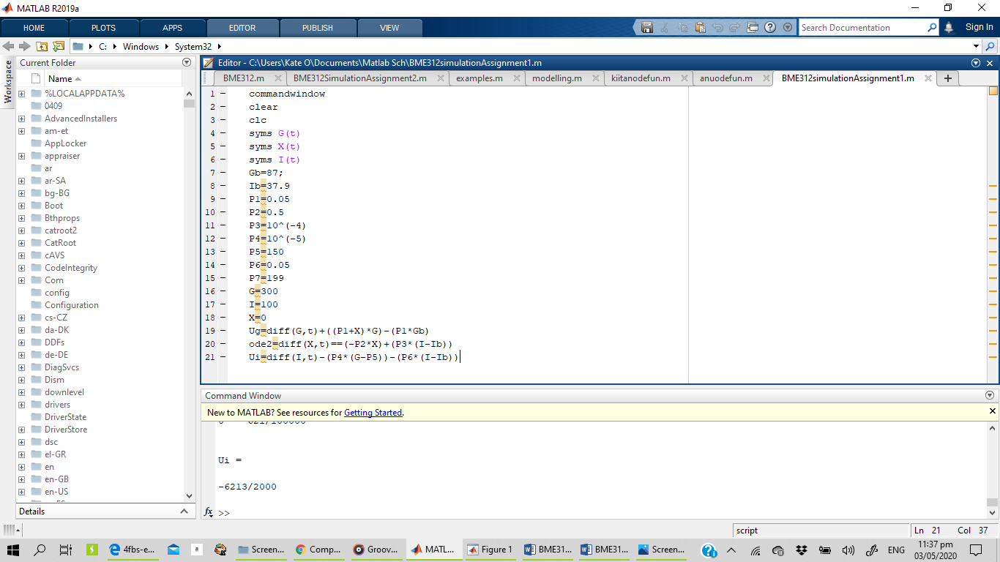 MATLAB R2019a
HOME PLOTS APPS EDITOR PUBLISH VIEW Search Documentation Sign In
C: Windows System32
Workspace
Current Folder
Name
%LOCALAPPDATA%
0409
AdvancedInstallers
am-et
AppLocker
appraiser
ar
ar-SA
bg-BG
Boot
Bthprops
catroot2
CatRoot
cAVS
CodeIntegrity
Com
config
Configuration
cs-CZ
da-DK
DDFs
de-DE
DiagSvcs
Dism
downlevel
drivers
DriverState
DriverStore
dsc
el-GR
en
en-GB
en-US
Details
Editor - C:\Users\Kate O\Documents\Matlab Sch\BME312simulationAssignment1.m
BME312.m BME312SimulationAssignment2.m examples.m modelling.m kiitanodefun.m anuodefun.m BME312simulationAssignment1.m
1 commandwindow
2 clear
3 clc
4 syms G(t)
5 syms X(t)
6 syms I(t)
7 Gb=87;
8 Ib=37.9
9 P1=0.05
10 P2=0.5
11 P3=10^(-4)
12 P4=10^(-5)
13 P5=150
14 P6=0.05
15 P7=199
16 G=300
17 I=100
18 X=0
19 Ug=diff(G,t)+((P1+X)*G)-(P1*Gb)
20 ode2=diff(X,t)==(-P2*X)+(P3*(I-Ib))
21 Ui=diff(I,t)-(P4*(G-P5))-(P6*(I-Ib))
Command Window
New to MATLAB? See resources for Getting Started.
Ui =
-6213/2000
fx >>
script Ln 21 Col 37
4fbs-e... Screen... Comp... Groov... MATL... Figure 1 BME31... BME31... Screen... ENG 11:37 pm
03/05/2020